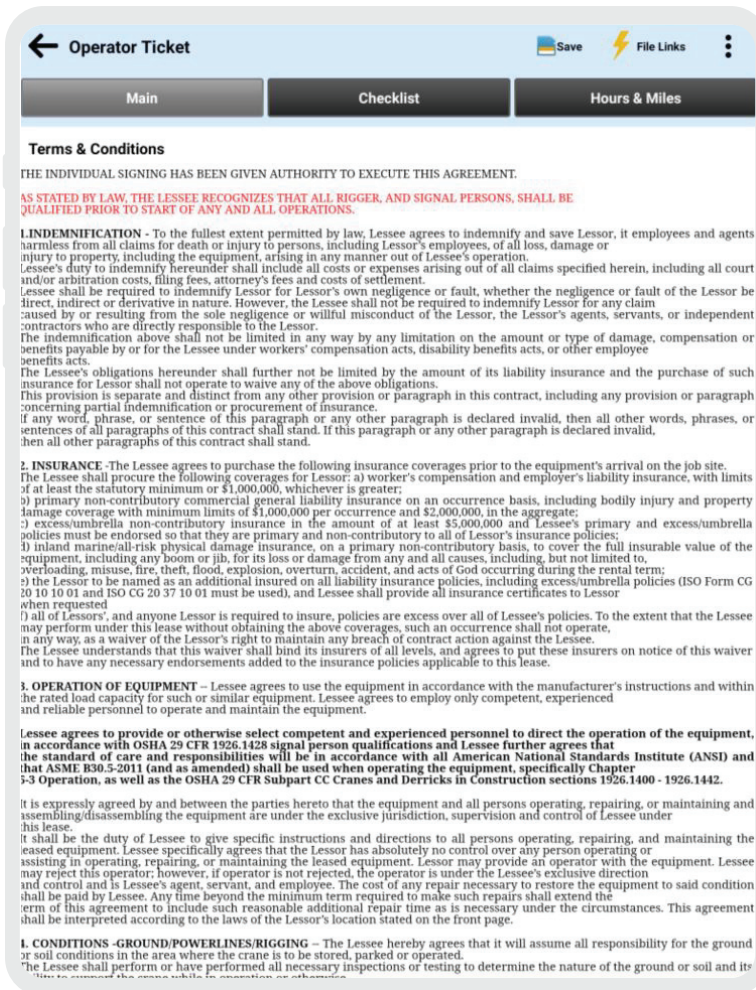 Operator Ticket
Save
File Links
Main
Checklist
Hours & Miles
Terms & Conditions
THE INDIVIDUAL SIGNING HAS BEEN GIVEN AUTHORITY TO EXECUTE THIS AGREEMENT.
AS STATED BY LAW, THE LESSEE RECOGNIZES THAT ALL RIGGER, AND SIGNAL PERSONS, SHALL BE
QUALIFIED PRIOR TO START OF ANY AND ALL OPERATIONS.
1.INDEMNIFICATION - To the fullest extent permitted by law, Lessee agrees to indemnify and save Lessor, it employees and agents
harmless from all claims for death or injury to persons, including Lessor's employees, of all loss, damage or
injury to property, including the equipment, arising in any manner out of Lessee's operation.
Lessee's duty to indemnify hereunder shall include all costs or expenses arising out of all claims specified herein, including all court
and/or arbitration costs, filing fees, attorney's fees and costs of settlement.
Lessee shall be required to indemnify Lessor for Lessor's own negligence or fault, whether the negligence or fault of the Lessor be
direct, indirect or derivative in nature. However, the Lessee shall not be required to indemnify Lessor for any claim
caused by or resulting from the sole negligence or willful misconduct of the Lessor, the Lessor's agents, servants, or independent
contractors who are directly responsible to the Lessor.
The indemnification above shall not be limited in any way by any limitation on the amount or type of damage, compensation or
benefits payable by or for the Lessee under workers' compensation acts, disability benefits acts, or other employee
benefits acts.
The Lessee's obligations hereunder shall further not be limited by the amount of its liability insurance and the purchase of such
insurance for Lessor shall not operate to waive any of the above obligations.
This provision is separate and distinct from any other provision or paragraph in this contract, including any provision or paragraph
concerning partial indemnification or procurement of insurance.
If any word, phrase, or sentence of this paragraph or any other paragraph is declared invalid, then all other words, phrases, or
sentences of all paragraphs of this contract shall stand. If this paragraph or any other paragraph is declared invalid,
then all other paragraphs of this contract shall stand.
2. INSURANCE -The Lessee agrees to purchase the following insurance coverages prior to the equipment's arrival on the job site.
The Lessee shall procure the following coverages for Lessor: a) worker's compensation and employer's liability insurance, with limits
of at least the statutory minimum or $1,000,000, whichever is greater;
b) primary non-contributory commercial general liability insurance on an occurrence basis, including bodily injury and property
damage coverage with minimum limits of $1,000,000 per occurrence and $2,000,000, in the aggregate;
c) excess/umbrella non-contributory insurance in the amount of at least $5,000,000 and Lessee's primary and excess/umbrella
policies must be endorsed so that they are primary and non-contributory to all of Lessor's insurance policies;
d) inland marine/all-risk physical damage insurance, on a primary non-contributory basis, to cover the full insurable value of the
equipment, including any boom or jib, for its loss or damage from any and all causes, including, but not limited to,
overloading, misuse, fire, theft, flood, explosion, overturn, accident, and acts of God occurring during the rental term;
e) the Lessor to be named as an additional insured on all liability insurance policies, including excess/umbrella policies (ISO Form CG
20 10 10 01 and ISO CG 20 37 10 01 must be used), and Lessee shall provide all insurance certificates to Lessor
when requested
f) all of Lessors', and anyone Lessor is required to insure, policies are excess over all of Lessee's policies. To the extent that the Lessee
may perform under this lease without obtaining the above coverages, such an occurrence shall not operate,
in any way, as a waiver of the Lessor's right to maintain any breach of contract action against the Lessee.
The Lessee understands that this waiver shall bind its insurers of all levels, and agrees to put these insurers on notice of this waiver
and to have any necessary endorsements added to the insurance policies applicable to this lease.
3. OPERATION OF EQUIPMENT – Lessee agrees to use the equipment in accordance with the manufacturer's instructions and within
the rated load capacity for such or similar equipment. Lessee agrees to employ only competent, experienced
and reliable personnel to operate and maintain the equipment.
Lessee agrees to provide or otherwise select competent and experienced personnel to direct the operation of the equipment,
in accordance with OSHA 29 CFR 1926.1428 signal person qualifications and Lessee further agrees that
the standard of care and responsibilities will be in accordance with all American National Standards Institute (ANSI) and
that ASME B30.5-2011 (and as amended) shall be used when operating the equipment, specifically Chapter
5-3 Operation, as well as the OSHA 29 CFR Subpart CC Cranes and Derricks in Construction sections 1926.1400 - 1926.1442.
It is expressly agreed by and between the parties hereto that the equipment and all persons operating, repairing, or maintaining and
assembling/disassembling the equipment are under the exclusive jurisdiction, supervision and control of Lessee under
this lease.
It shall be the duty of Lessee to give specific instructions and directions to all persons operating, repairing, and maintaining the
leased equipment. Lessee specifically agrees that the Lessor has absolutely no control over any person operating or
assisting in operating, repairing, or maintaining the leased equipment. Lessor may provide an operator with the equipment. Lessee
may reject this operator; however, if operator is not rejected, the operator is under the Lessee's exclusive direction
and control and is Lessee's agent, servant, and employee. The cost of any repair necessary to restore the equipment to said condition
shall be paid by Lessee. Any time beyond the minimum term required to make such repairs shall extend the
term of this agreement to include such reasonable additional repair time as is necessary under the circumstances. This agreement
shall be interpreted according to the laws of the Lessor's location stated on the front page.
4. CONDITIONS -GROUND/POWERLINES/RIGGING – The Lessee hereby agrees that it will assume all responsibility for the ground
or soil conditions in the area where the crane is to be stored, parked or operated.
The Lessee shall perform or have performed all necessary inspections or testing to determine the nature of the ground or soil and its